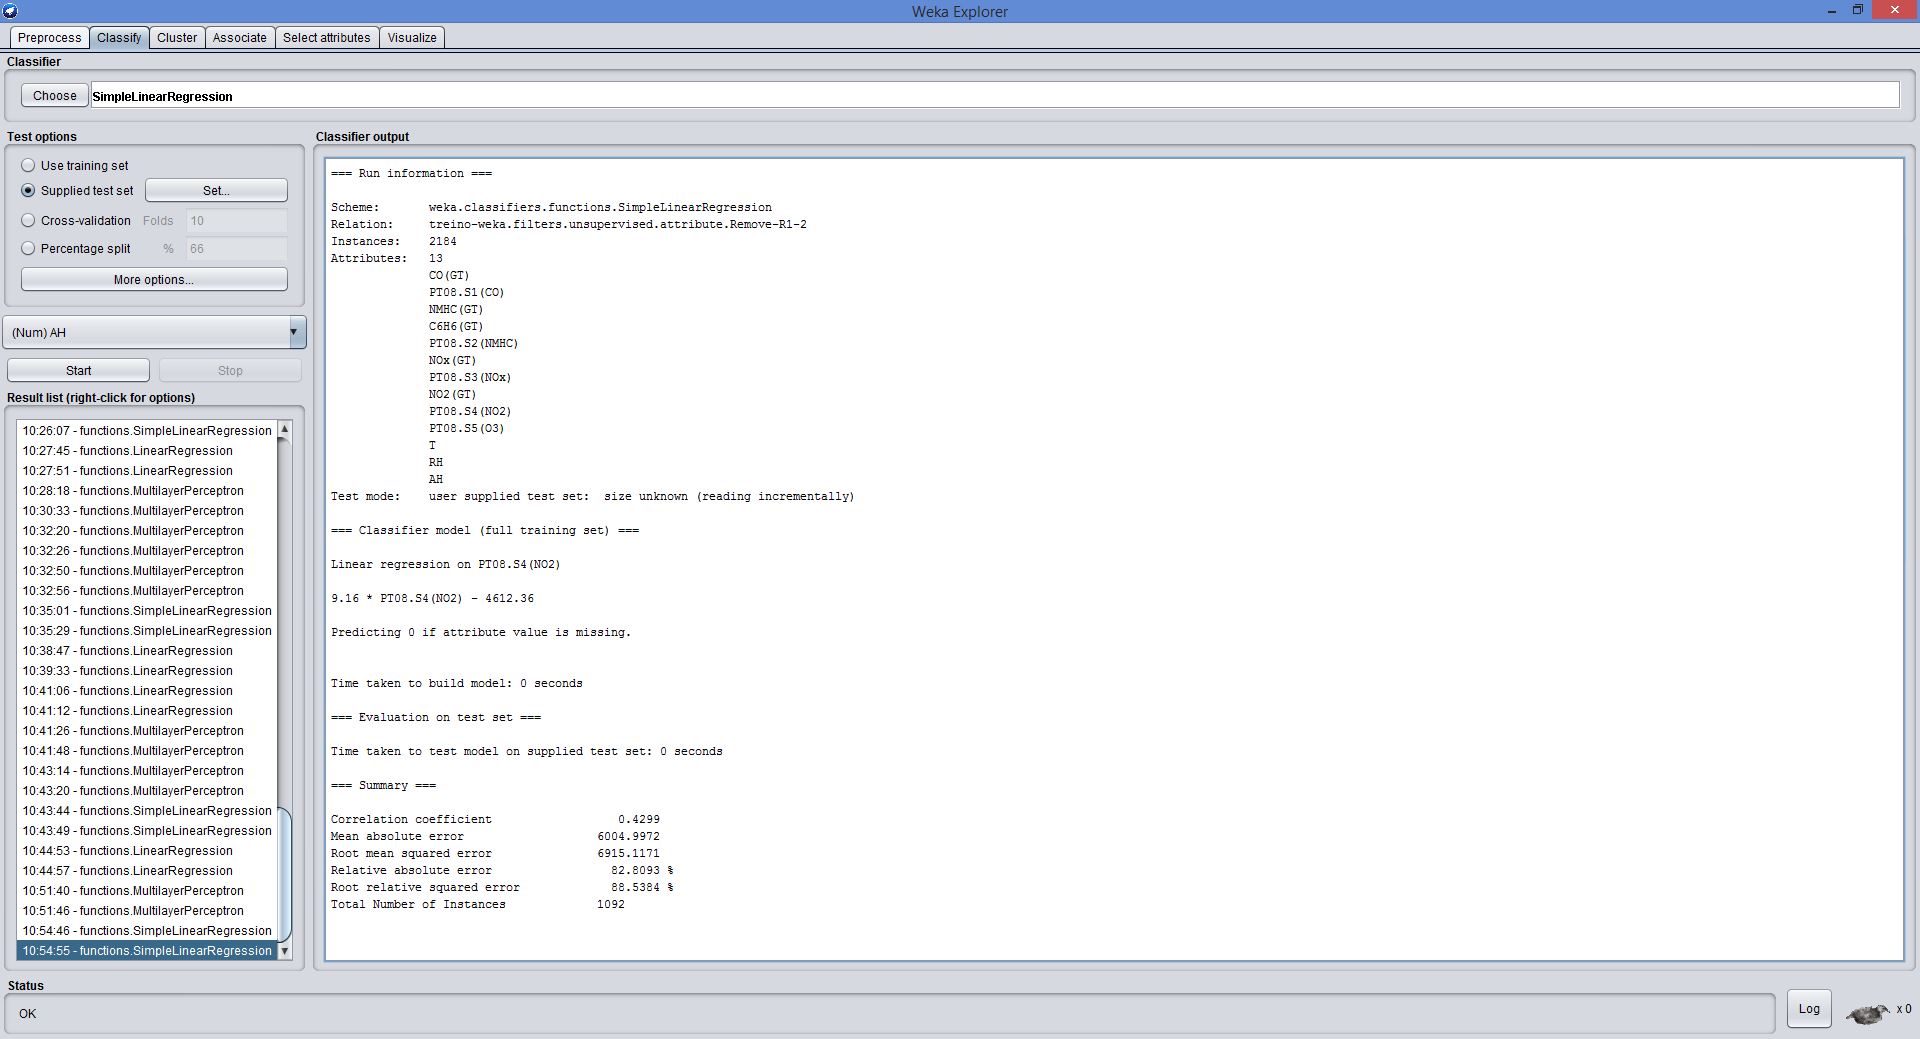 Weka Explorer
Preprocess Classify Cluster Associate Select attributes Visualize
Classifier
Choose SimpleLinearRegression
Test options
Use training set
Supplied test set Set...
Cross-validation Folds 10
Percentage split % 66
More options...
(Num) AH
Start Stop
Result list (right-click for options)
10:26:07 - functions.SimpleLinearRegression
10:27:45 - functions.LinearRegression
10:27:51 - functions.LinearRegression
10:28:18 - functions.MultilayerPerceptron
10:30:33 - functions.MultilayerPerceptron
10:32:20 - functions.MultilayerPerceptron
10:32:26 - functions.MultilayerPerceptron
10:32:50 - functions.MultilayerPerceptron
10:32:56 - functions.MultilayerPerceptron
10:35:01 - functions.SimpleLinearRegression
10:35:29 - functions.SimpleLinearRegression
10:38:47 - functions.LinearRegression
10:39:33 - functions.LinearRegression
10:41:06 - functions.LinearRegression
10:41:12 - functions.LinearRegression
10:41:26 - functions.MultilayerPerceptron
10:41:48 - functions.MultilayerPerceptron
10:43:14 - functions.MultilayerPerceptron
10:43:20 - functions.MultilayerPerceptron
10:43:44 - functions.SimpleLinearRegression
10:43:49 - functions.SimpleLinearRegression
10:44:53 - functions.LinearRegression
10:44:57 - functions.LinearRegression
10:51:40 - functions.MultilayerPerceptron
10:51:46 - functions.MultilayerPerceptron
10:54:46 - functions.SimpleLinearRegression
10:54:55 - functions.SimpleLinearRegression
Classifier output
=== Run information ===
Scheme: weka.classifiers.functions.SimpleLinearRegression
Relation: treino-weka.filters.unsupervised.attribute.Remove-R1-2
Instances: 2184
Attributes: 13
CO(GT)
PT08.S1(CO)
NMHC(GT)
C6H6(GT)
PT08.S2(NMHC)
NOx(GT)
PT08.S3(NOx)
NO2(GT)
PT08.S4(NO2)
PT08.S5(O3)
T
RH
AH
Test mode: user supplied test set: size unknown (reading incrementally)
=== Classifier model (full training set) ===
Linear regression on PT08.S4(NO2)
9.16 * PT08.S4(NO2) - 4612.36
Predicting 0 if attribute value is missing.
Time taken to build model: 0 seconds
=== Evaluation on test set ===
Time taken to test model on supplied test set: 0 seconds
=== Summary ===
Correlation coefficient 0.4299
Mean absolute error 6004.9972
Root mean squared error 6915.1171
Relative absolute error 82.8093 %
Root relative squared error 88.5384 %
Total Number of Instances 1092
Status
OK
Log x 0